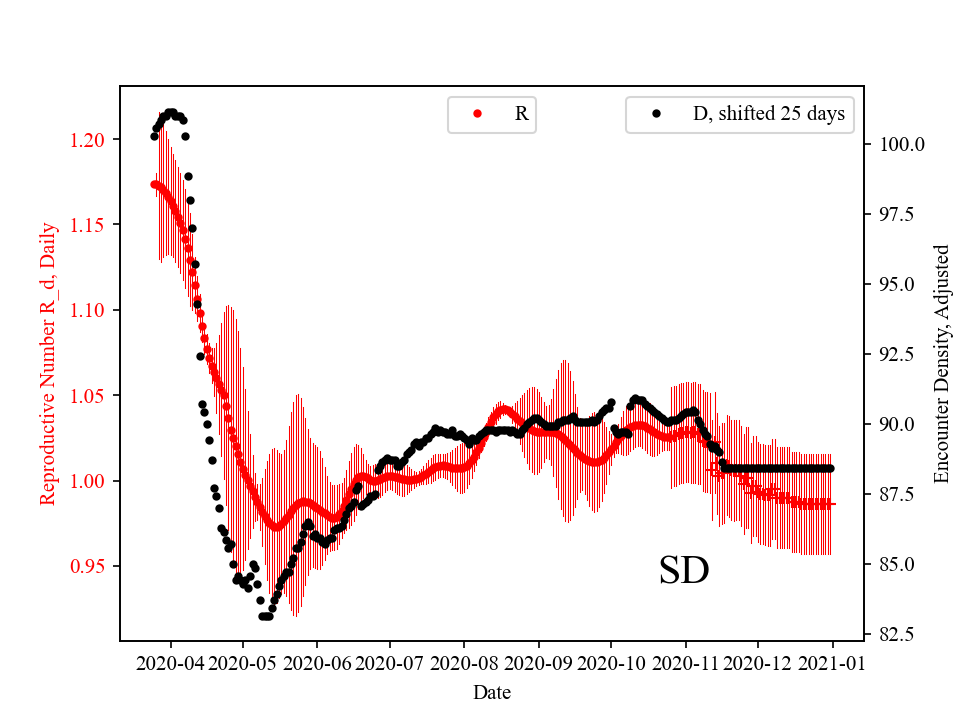 R
D, shifted 25 days
1.20
1.15
1.10
1.05
1.00
0.95
Reproductive Number R_d, Daily
100.0
97.5
95.0
92.5
90.0
87.5
85.0
82.5
Encounter Density, Adjusted
SD
2020-04 2020-05 2020-06 2020-07 2020-08 2020-09 2020-10 2020-11 2020-12 2021-01
Date